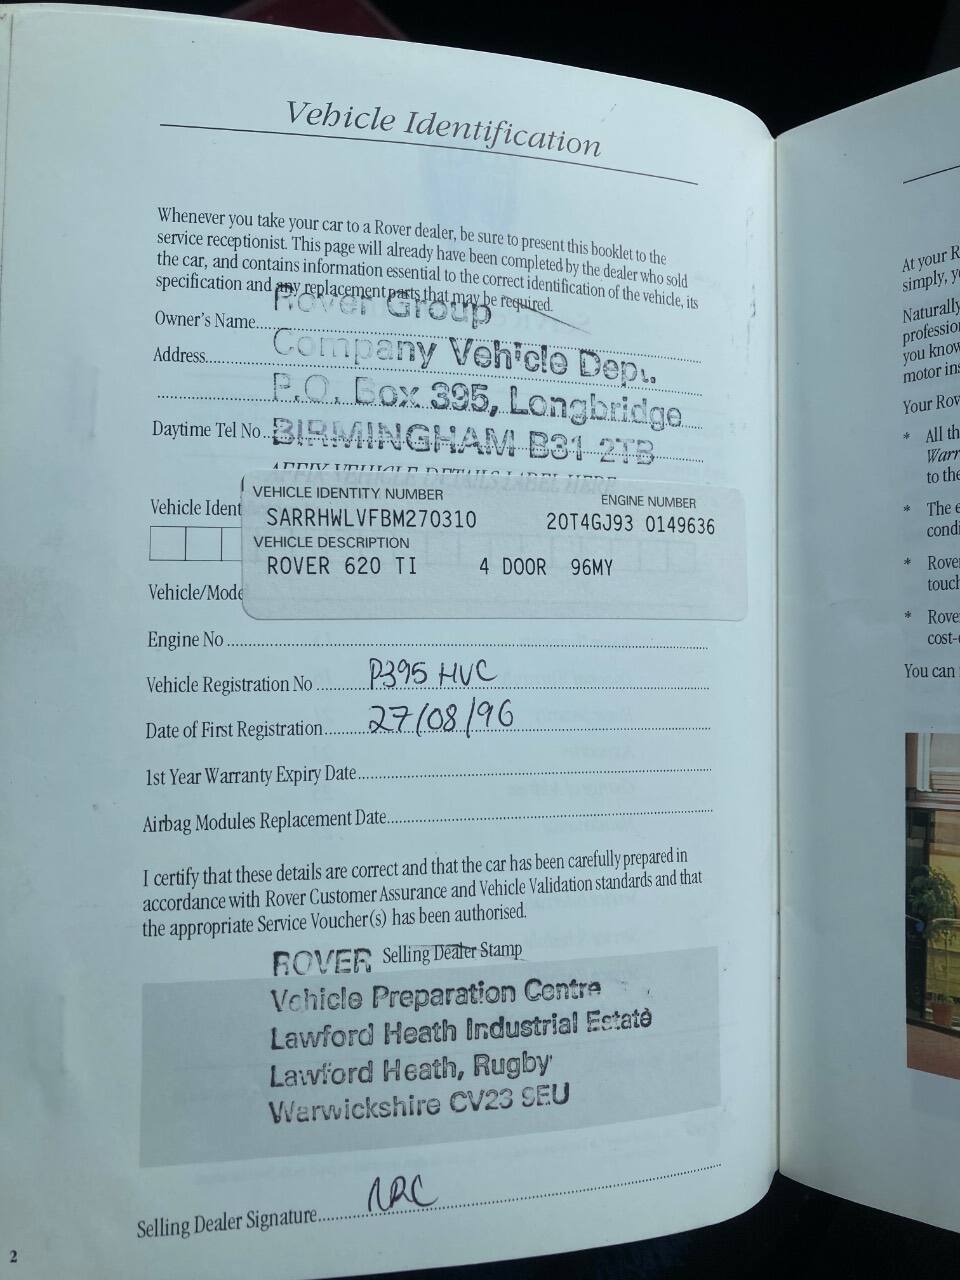 Vehicle Identification
Whenever you take your car to a Rover dealer, be sure to present this booklet to the
service receptionist. This page will already have been completed by the dealer who sold
the car, and contains information essential to the correct identification of the vehicle, its
specification and any replacement parts that may be required.
Rover Group
Owner's Name
Company Vehicle Dept.
Address
P.O. Box 395, Longbridge
Daytime Tel No. BIRMINGHAM B31 2TB
AFFIX VEHICLE DETAILS LABEL HERE
Vehicle Ident
VEHICLE IDENTITY NUMBER ENGINE NUMBER
SARRHWLVFBM270310 20T4GJ93 0149636
VEHICLE DESCRIPTION
ROVER 620 TI 4 DOOR 96MY
Vehicle/Mode
Engine No
Vehicle Registration No P395 HVC
Date of First Registration 27/08/96
1st Year Warranty Expiry Date
Airbag Modules Replacement Date
I certify that these details are correct and that the car has been carefully prepared in
accordance with Rover Customer Assurance and Vehicle Validation standards and that
the appropriate Service Voucher(s) has been authorised.
ROVER Selling Dealer Stamp
Vehicle Preparation Centre
Lawford Heath Industrial Estate
Lawford Heath, Rugby
Warwickshire CV23 9EU
Selling Dealer Signature
2
At your R
simply, y
Naturally
profession
you know
motor ins
Your Rov
* All th
Warr
to the
* The e
condi
* Rover
touch
* Rover
cost-e
You can